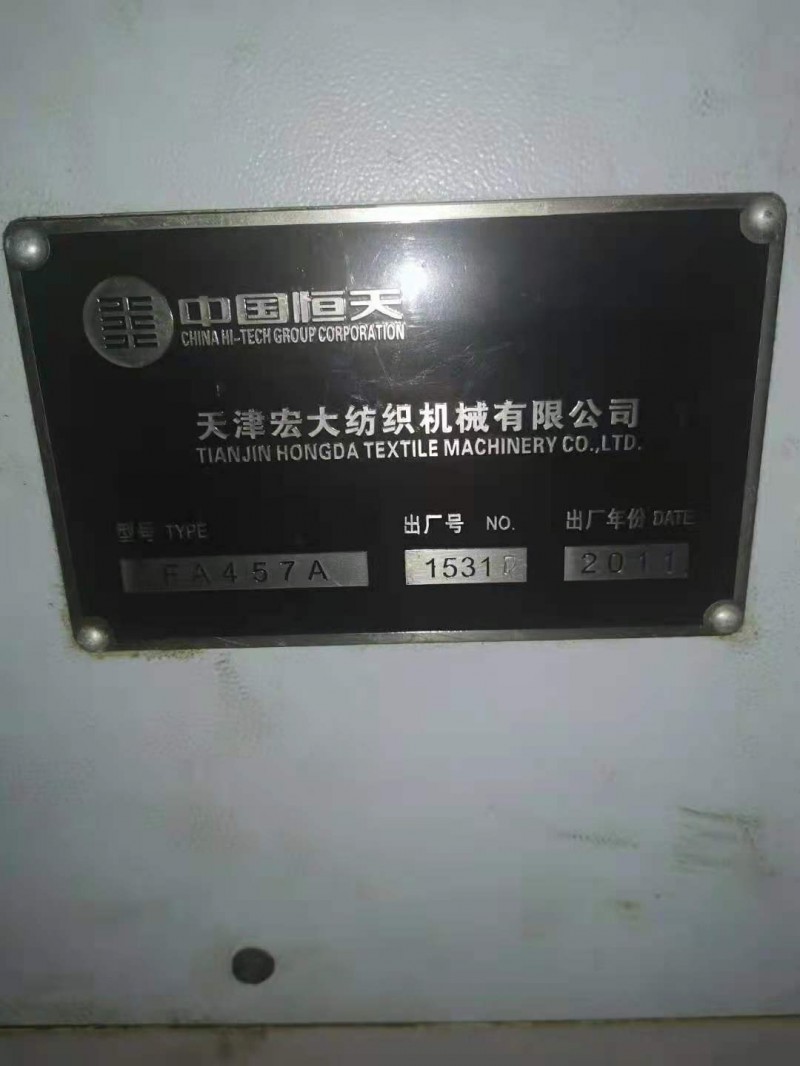 中国恒天
CHINA HI-TECH GROUP CORPORATION
天津宏大纺织机械有限公司
TIANJIN HONGDA TEXTILE MACHINERY CO.,LTD.
型号 TYPE 出厂号 NO. 出厂年份 DATE
FA457A 2011